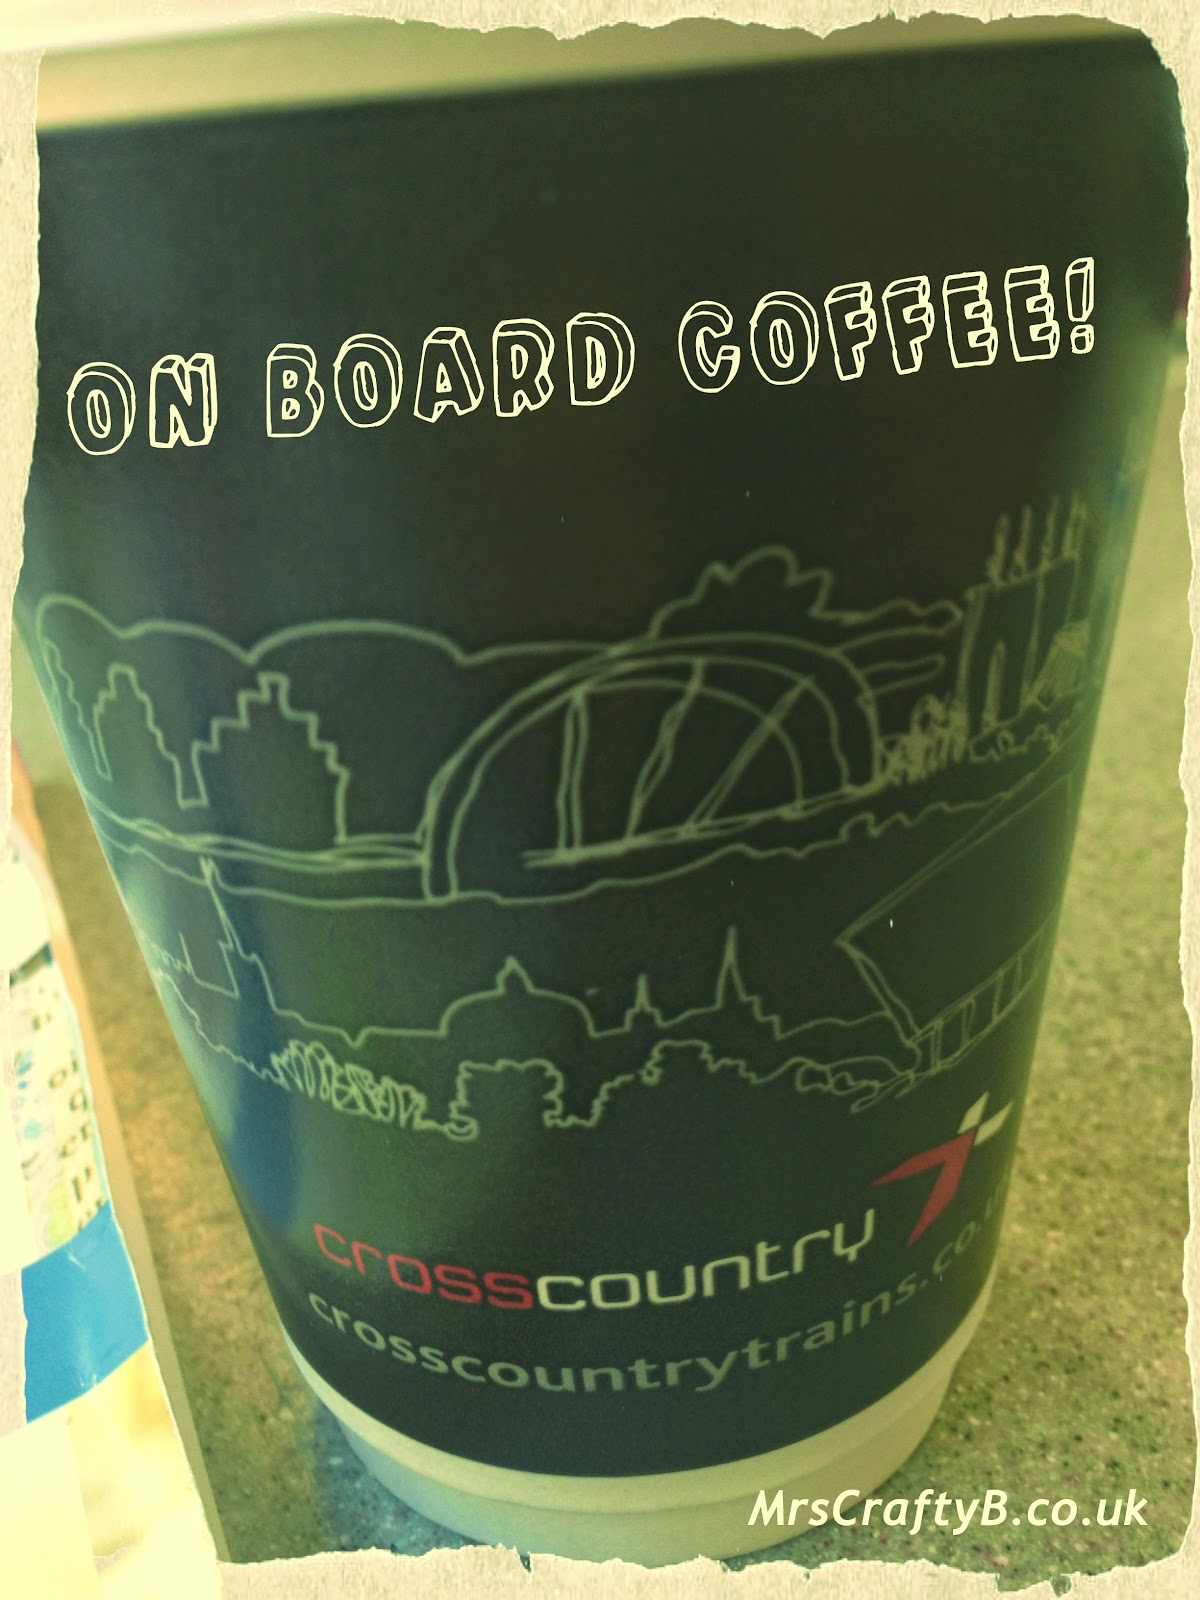 ON BOARD COFFEE!
crosscountry
crosscountrytrains.co.u
MrsCraftyB.co.uk